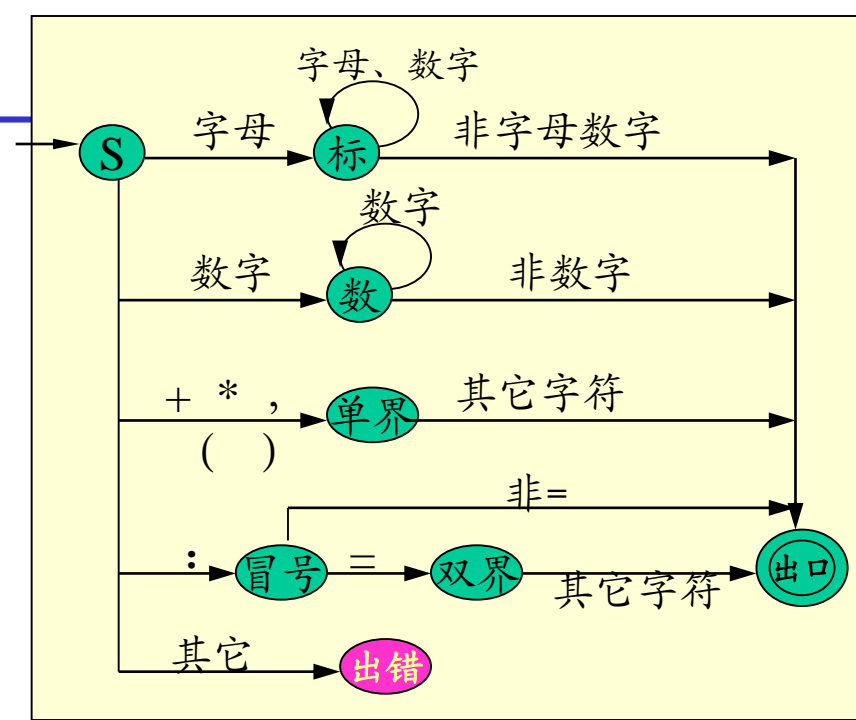 字母、数字
S 字母 标 非字母数字
数字
数字 数 非数字
+ * , 单界 其它字符
( )
非=
: 冒号 = 双界 其它字符 出口
其它 出错